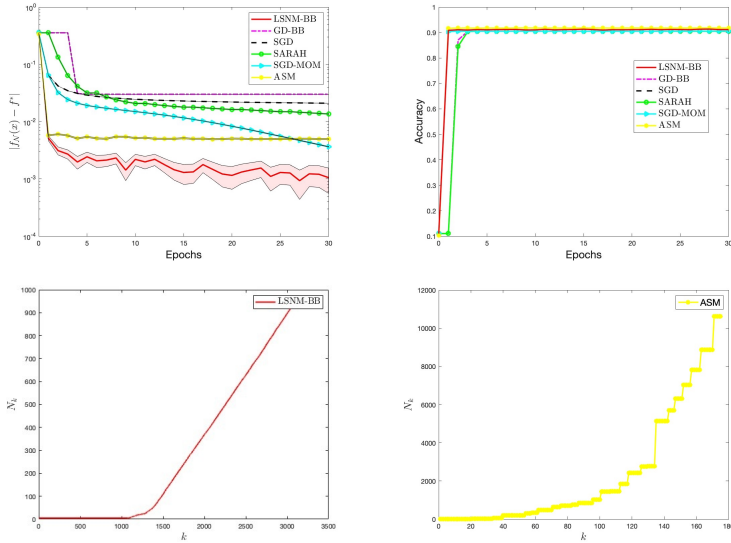 10^0
10^-1
10^-2
10^-3
10^-4
|f_N(x) - f*|
0 5 10 15 20 25 30
Epochs
LSNM-BB
GD-BB
SGD
SARAH
SGD-MOM
ASM
1
0.9
0.8
0.7
0.6
0.5
0.4
0.3
0.2
0.1
Accuracy
0 5 10 15 20 25 30
Epochs
LSNM-BB
GD-BB
SGD
SARAH
SGD-MOM
ASM
1000
900
800
700
600
500
400
300
200
100
0
N_k
0 500 1000 1500 2000 2500 3000 3500
k
LSNM-BB
12000
10000
8000
6000
4000
2000
0
N_k
0 20 40 60 80 100 120 140 160 180
k
ASM